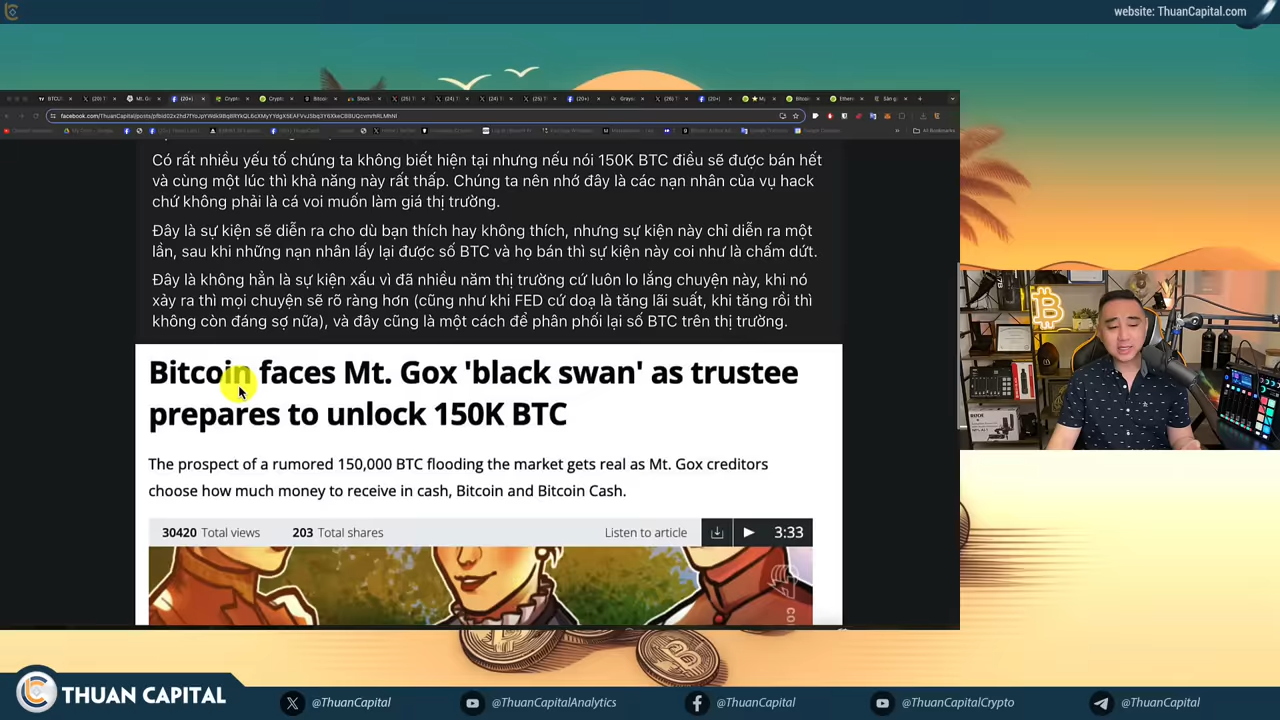 website: ThuanCapital.com
facebook.com/ThuanCapital/posts/
All Bookmarks
Có rất nhiều yếu tố chúng ta không biết hiện tại nhưng nếu nói 150K BTC điều sẽ được bán hết
và cùng một lúc thì khả năng này rất thấp. Chúng ta nên nhớ đây là các nạn nhân của vụ hack
chứ không phải là cá voi muốn làm giá thị trường.
Đây là sự kiện sẽ diễn ra cho dù bạn thích hay không thích, nhưng sự kiện này chỉ diễn ra một
lần, sau khi những nạn nhân lấy lại được số BTC và họ bán thì sự kiện này coi như là chấm dứt.
Đây là không hẳn là sự kiện xấu vì đã nhiều năm thị trường cứ luôn lo lắng chuyện này, khi nó
xảy ra thì mọi chuyện sẽ rõ ràng hơn (cũng như khi FED cứ doạ là tăng lãi suất, khi tăng rồi thì
không còn đáng sợ nữa), và đây cũng là một cách để phân phối lại số BTC trên thị trường.
Bitcoin faces Mt. Gox 'black swan' as trustee
prepares to unlock 150K BTC
The prospect of a rumored 150,000 BTC flooding the market gets real as Mt. Gox creditors
choose how much money to receive in cash, Bitcoin and Bitcoin Cash.
30420 Total views 203 Total shares Listen to article 3:33
THUAN CAPITAL
@ThuanCapital @ThuanCapitalAnalytics @ThuanCapital @ThuanCapitalCrypto @ThuanCapital